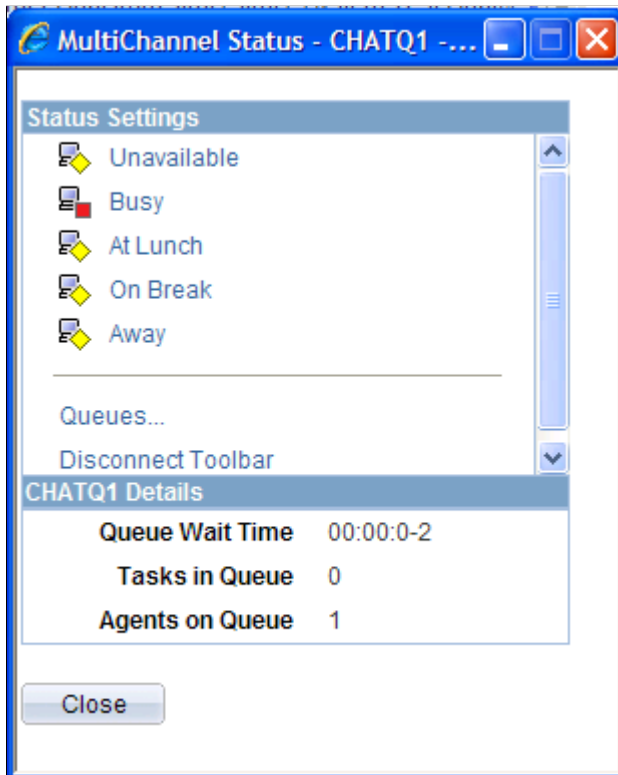 MultiChannel Status - CHATQ1 -...
Status Settings
Unavailable
Busy
At Lunch
On Break
Away
Queues...
Disconnect Toolbar
CHATQ1 Details
Queue Wait Time 00:00:0-2
Tasks in Queue 0
Agents on Queue 1
Close